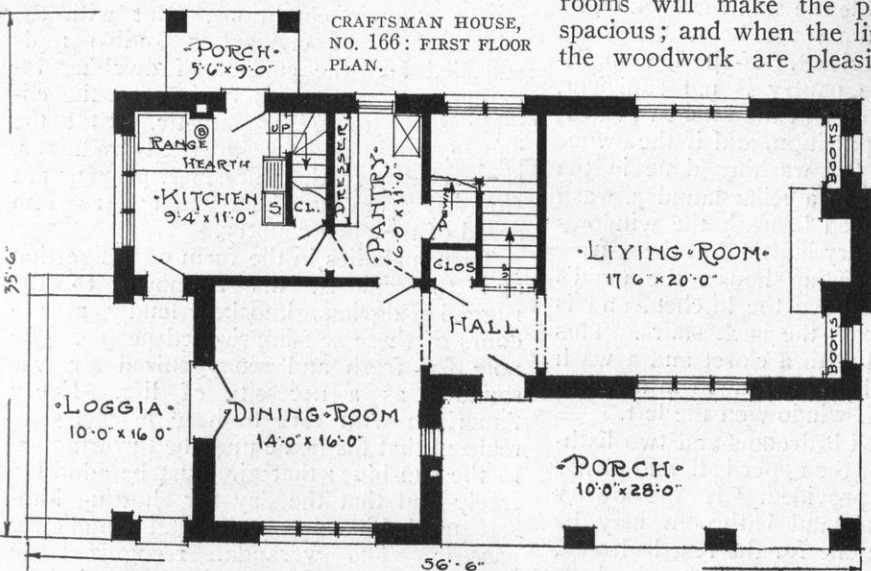 CRAFTSMAN HOUSE,
NO. 166: FIRST FLOOR
PLAN.
rooms will make the p
spacious; and when the li
the woodwork are pleasi
·PORCH·
5'-6" x 9'-0"
RANGE
B
HEARTH
·KITCHEN·
9'-4" x 11'-0"
S
UP
CL.
DRESSER
·PANTRY·
6'-0" x 11'-0"
DOWN
CLOS
UP
HALL
·LIVING·ROOM·
17'6" x 20'-0"
BOOKS
BOOKS
·LOGGIA·
10'-0" x 16'0"
·DINING·ROOM·
14'-0" x 16'-0"
·PORCH·
10'-0" x 28'-0"
35'-6"
56'-6"